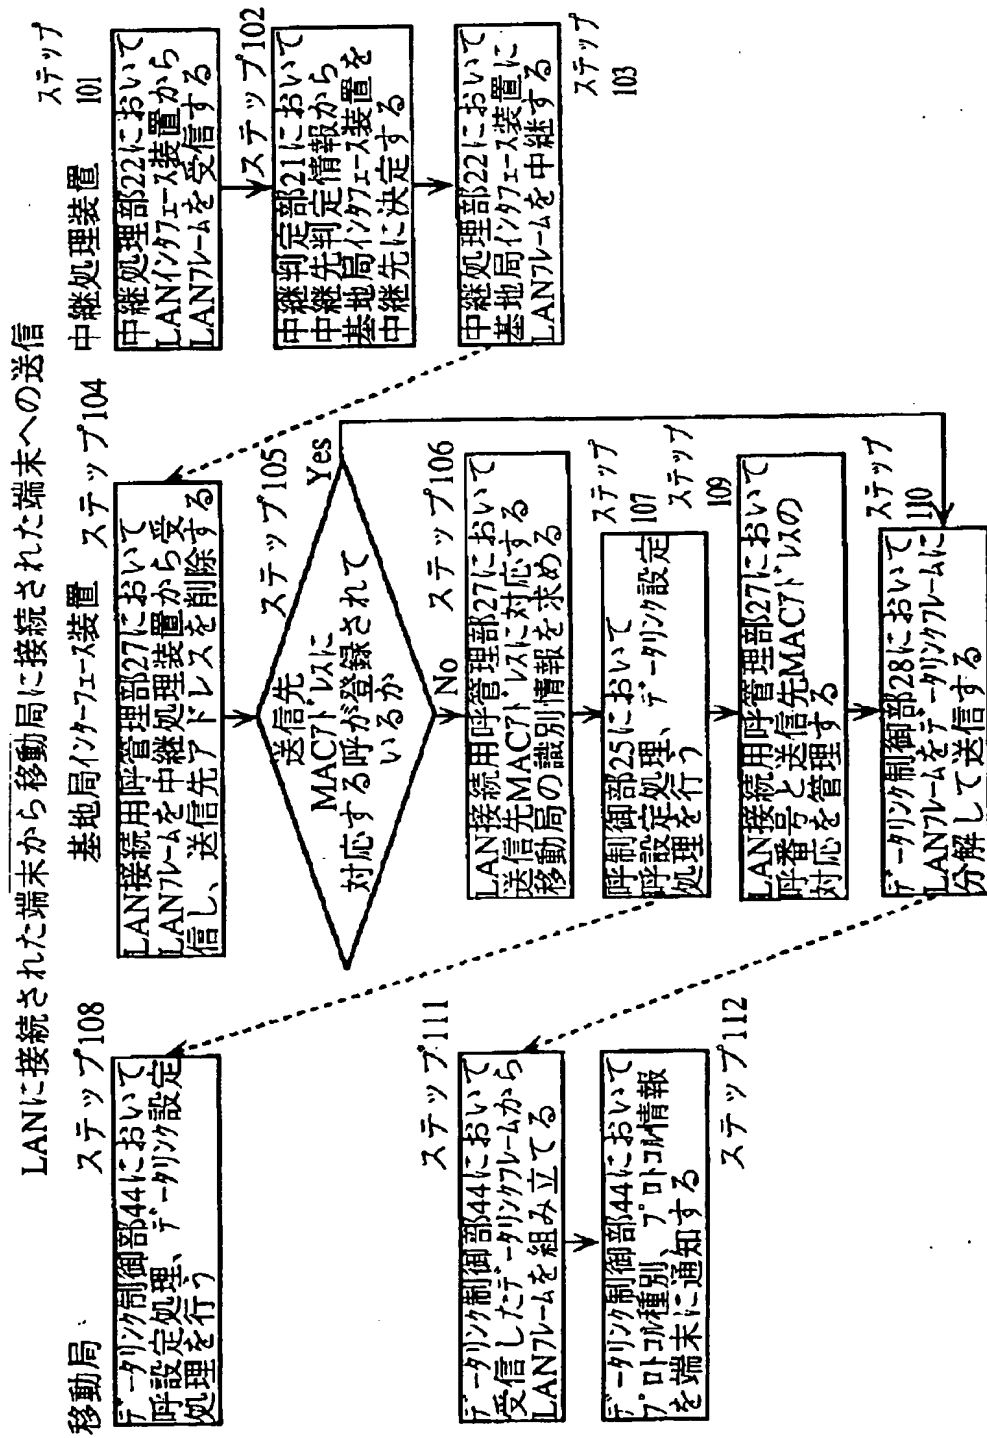 LANに接続された端末から移動局に接続された端末への送信
移動局
ステップ108
データリンク制御部44において
呼設定処理、データリンク設定
処理を行う
ステップ111
データリンク制御部44において
受信したデータリンクフレームから
LANフレームを組み立てる
データリンク制御部44において
プロトコル種別、プロトコル情報
を端末に通知する
ステップ112
基地局インターフェース装置
ステップ104
LAN接続用呼管理部27において
LANフレームを中継処理装置から受
信し、送信先アドレスを削除する
ステップ105
送信先
MACアドレスに
対応する呼が登録されて
いるか
Yes
No
ステップ106
LAN接続用呼管理部27において
送信先MACアドレスに対応する
移動局の識別情報を求める
ステップ
107
呼制御部25において
呼設定処理、データリンク設定
処理を行う
ステップ
109
LAN接続用呼管理部27において
呼番号と送信先MACアドレスの
対応を管理する
ステップ
110
データリンク制御部28において
LANフレームをデータリンクフレームに
分解して送信する
中継処理装置
ステップ
101
中継処理部22において
LANインタフェース装置から
LANフレームを受信する
ステップ102
中継判定部21において
中継先判定情報から
基地局インタフェース装置を
中継先に決定する
中継処理部22において
基地局インタフェース装置に
LANフレームを中継する
ステップ
103